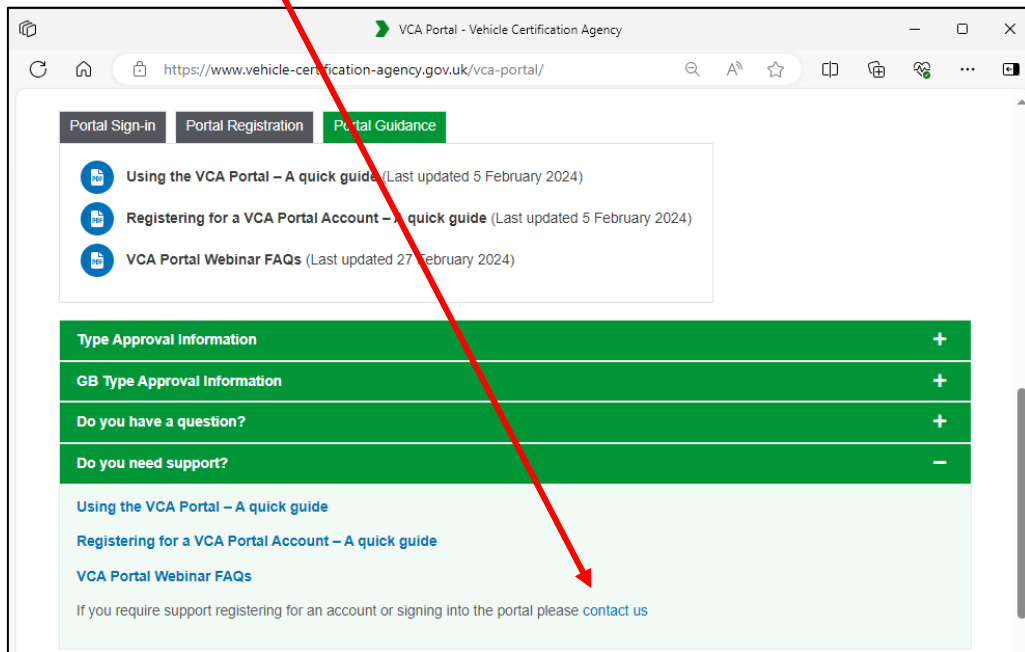 VCA Portal - Vehicle Certification Agency
https://www.vehicle-certification-agency.gov.uk/vca-portal/
Portal Sign-in Portal Registration Portal Guidance
PDF Using the VCA Portal – A quick guide (Last updated 5 February 2024)
PDF Registering for a VCA Portal Account – A quick guide (Last updated 5 February 2024)
PDF VCA Portal Webinar FAQs (Last updated 27 February 2024)
Type Approval Information +
GB Type Approval Information +
Do you have a question? +
Do you need support? −
Using the VCA Portal – A quick guide
Registering for a VCA Portal Account – A quick guide
VCA Portal Webinar FAQs
If you require support registering for an account or signing into the portal please contact us